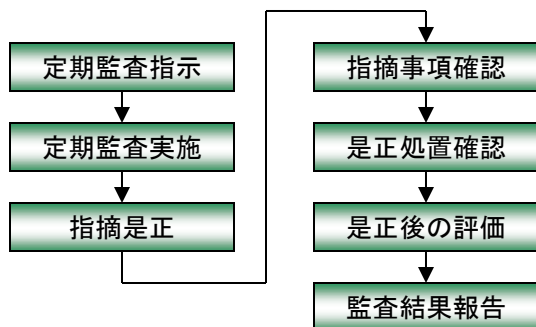 定期監査指示
定期監査実施
指摘是正
指摘事項確認
是正処置確認
是正後の評価
監査結果報告